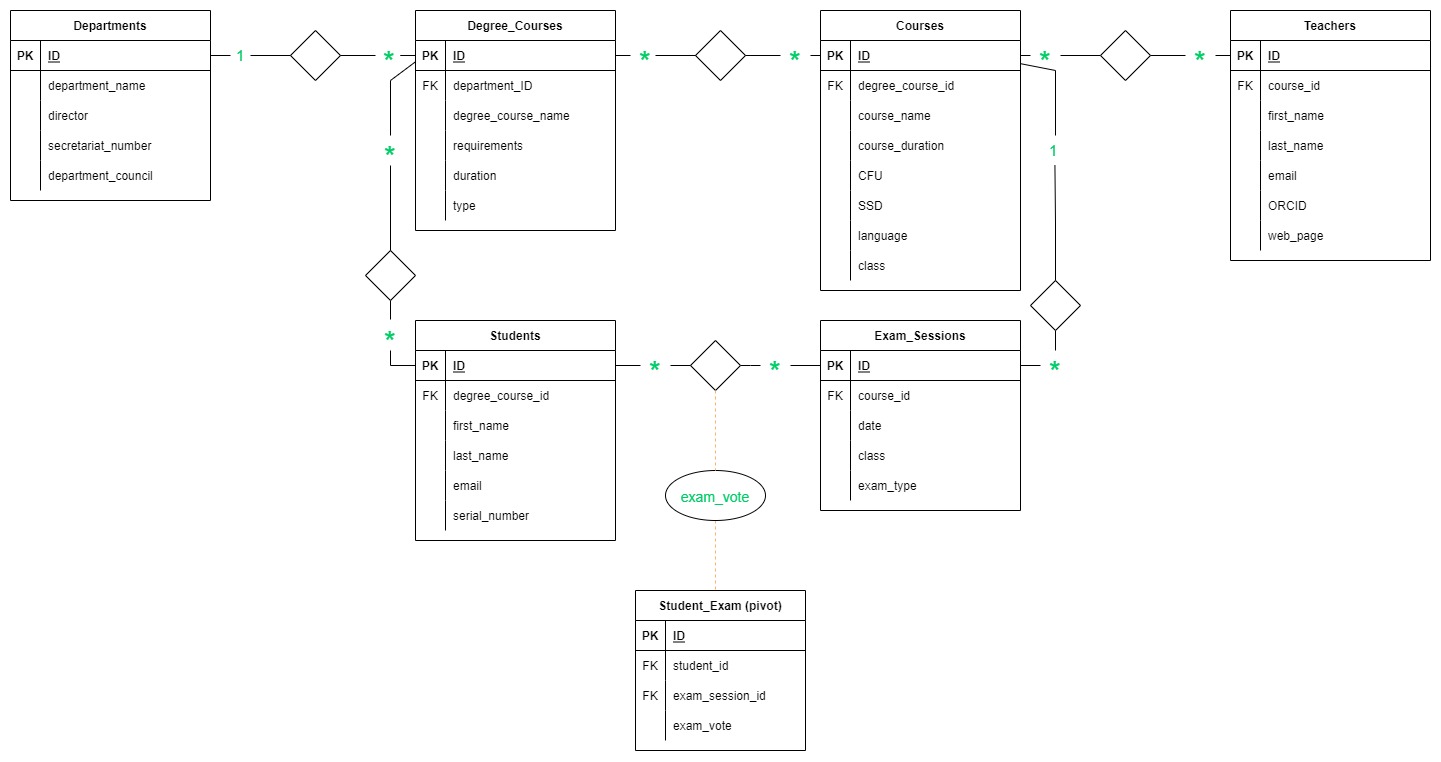 Departments
PK ID
department_name
director
secretariat_number
department_council
1
*
Degree_Courses
PK ID
FK department_ID
degree_course_name
requirements
duration
type
*
*
Courses
PK ID
FK degree_course_id
course_name
course_duration
CFU
SSD
language
class
*
*
Teachers
PK ID
FK course_id
first_name
last_name
email
ORCID
web_page
*
*
1
*
Students
PK ID
FK degree_course_id
first_name
last_name
email
serial_number
*
*
Exam_Sessions
PK ID
FK course_id
date
class
exam_type
exam_vote
Student_Exam (pivot)
PK ID
FK student_id
FK exam_session_id
exam_vote